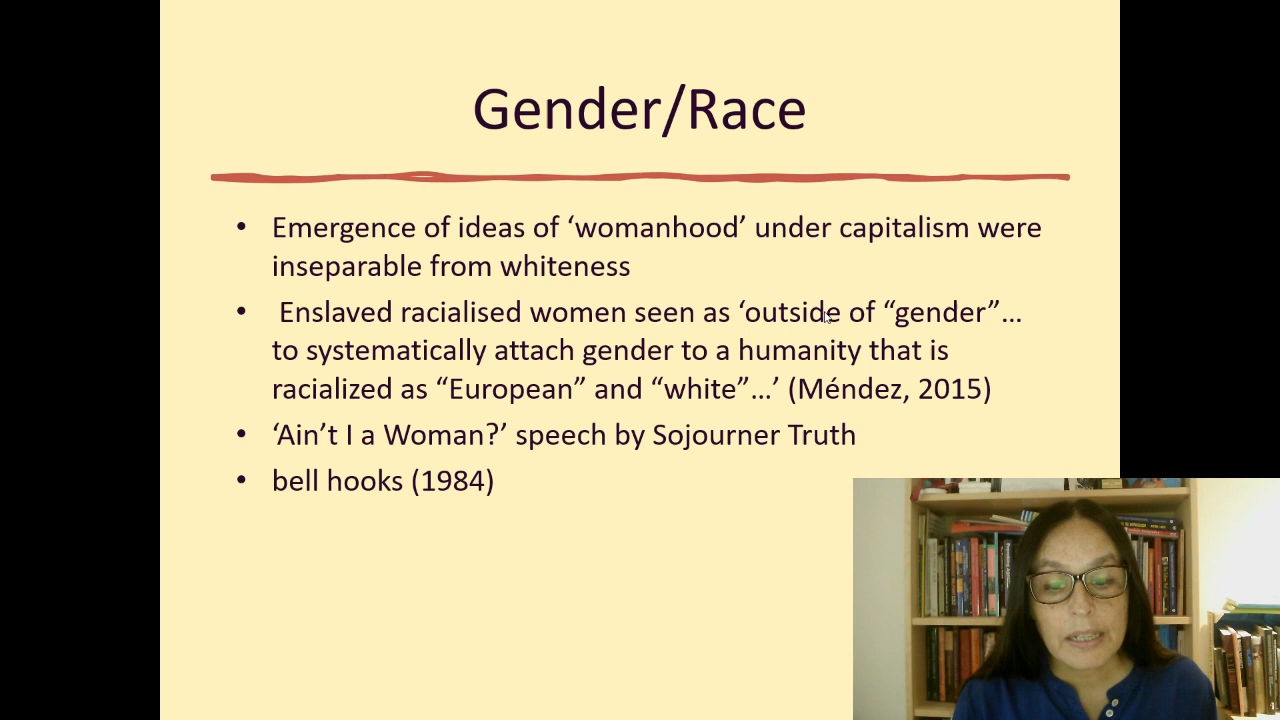 Gender/Race
• Emergence of ideas of ‘womanhood’ under capitalism were
inseparable from whiteness
• Enslaved racialised women seen as ‘outside of “gender”…
to systematically attach gender to a humanity that is
racialized as “European” and “white”…’ (Méndez, 2015)
• ‘Ain’t I a Woman?’ speech by Sojourner Truth
• bell hooks (1984)